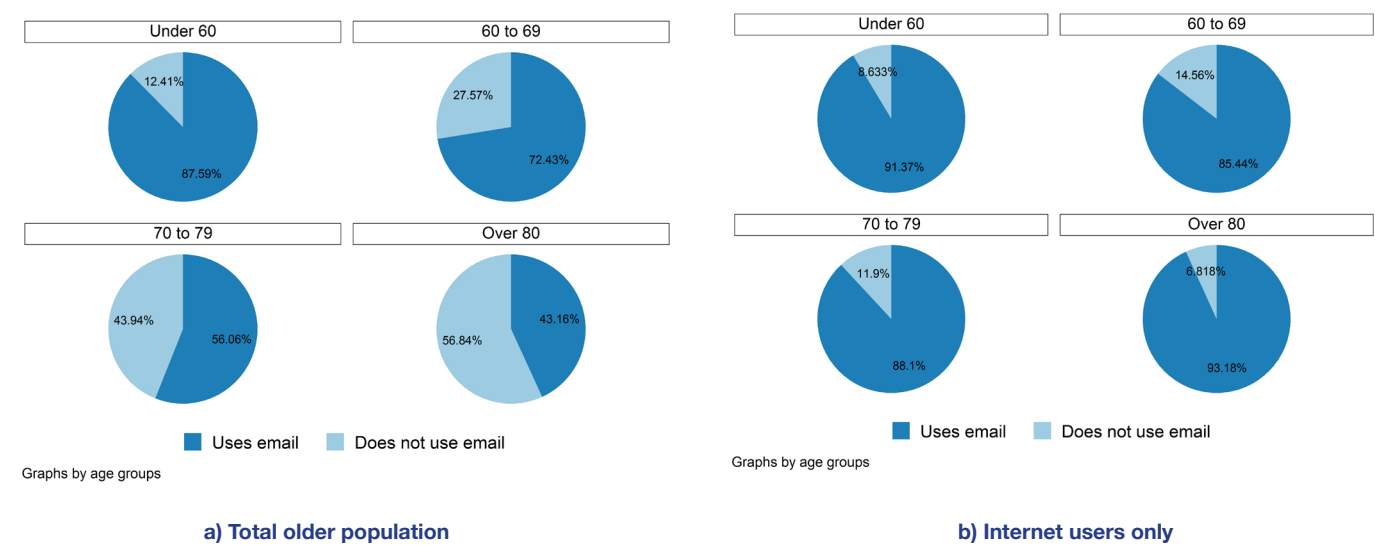 Under 60
60 to 69
12.41%
87.59%
27.57%
72.43%
70 to 79
Over 80
43.94%
56.06%
56.84%
43.16%
Uses email
Does not use email
Graphs by age groups
a) Total older population
Under 60
60 to 69
8.633%
91.37%
14.56%
85.44%
70 to 79
Over 80
11.9%
88.1%
6.818%
93.18%
Uses email
Does not use email
Graphs by age groups
b) Internet users only